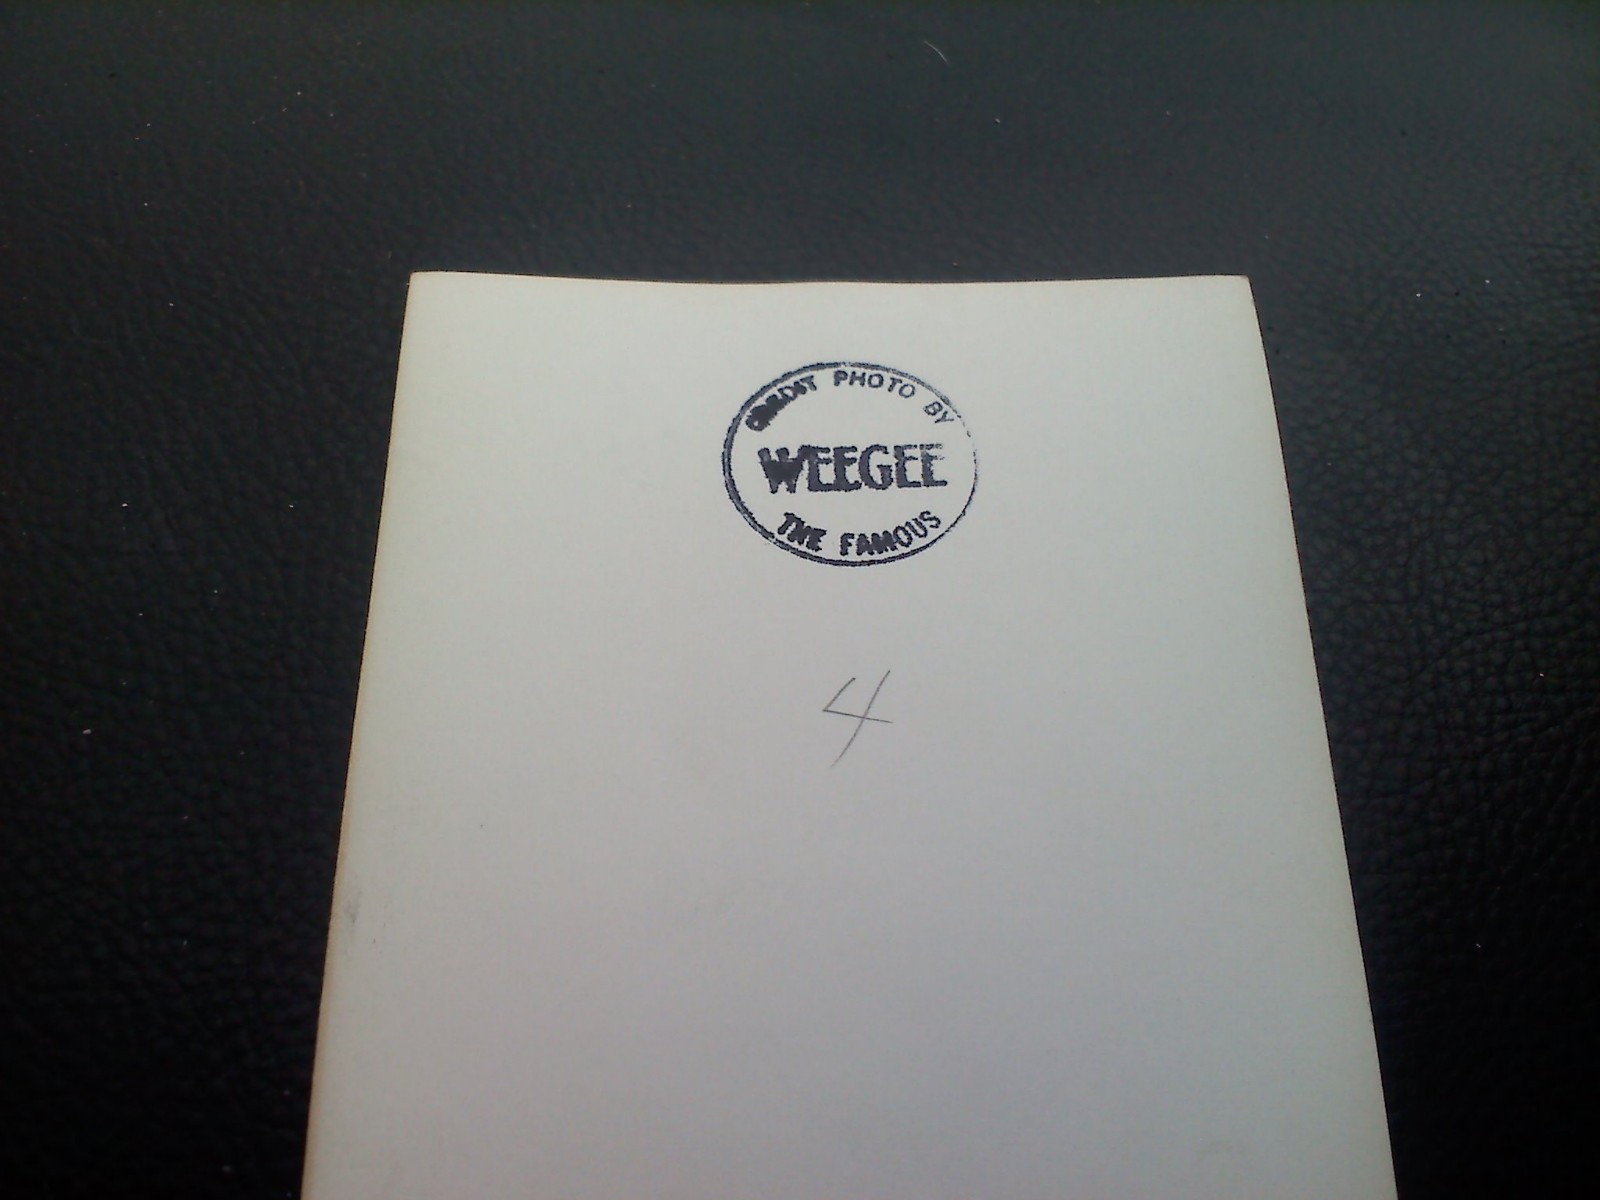 CREDIT PHOTO BY
WEEGEE
THE FAMOUS
4